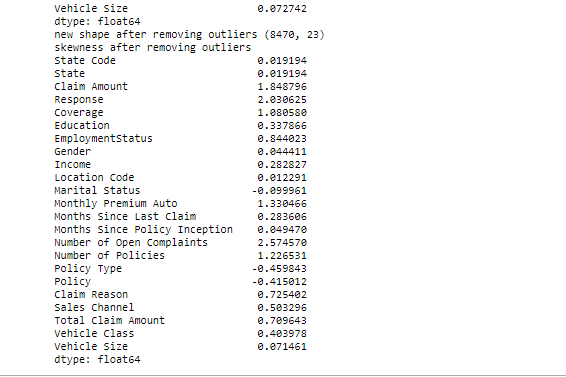 Vehicle Size 0.072742
dtype: float64
new shape after removing outliers (8470, 23)
skewness after removing outliers
State Code 0.019194
State 0.019194
Claim Amount 1.848796
Response 2.030625
Coverage 1.080580
Education 0.337866
EmploymentStatus 0.844023
Gender 0.044411
Income 0.282827
Location Code 0.012291
Marital Status -0.099961
Monthly Premium Auto 1.330466
Months Since Last Claim 0.283606
Months Since Policy Inception 0.049470
Number of Open Complaints 2.574570
Number of Policies 1.226531
Policy Type -0.459843
Policy -0.415012
Claim Reason 0.725402
Sales Channel 0.503296
Total Claim Amount 0.709643
Vehicle Class 0.403978
Vehicle Size 0.071461
dtype: float64